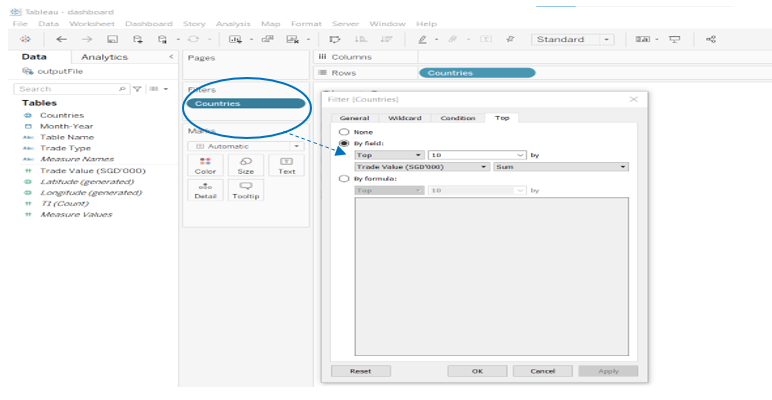 Tableau - dashboard
File Data Worksheet Dashboard Story Analysis Map Format Server Window Help
Standard
Data Analytics <
outputFile
Search
Tables
Countries
Month-Year
Abc Table Name
Abc Trade Type
Abc Measure Names
# Trade Value (SGD'000)
Latitude (generated)
Longitude (generated)
# T1 (Count)
# Measure Values
Pages
Filters
Countries
Marks
Automatic
Color Size Text
Detail Tooltip
Columns
Rows Countries
Filter [Countries]
General Wildcard Condition Top
None
By field:
Top 10 by
Trade Value (SGD'000) Sum
By formula:
Top 10 by
Reset OK Cancel Apply